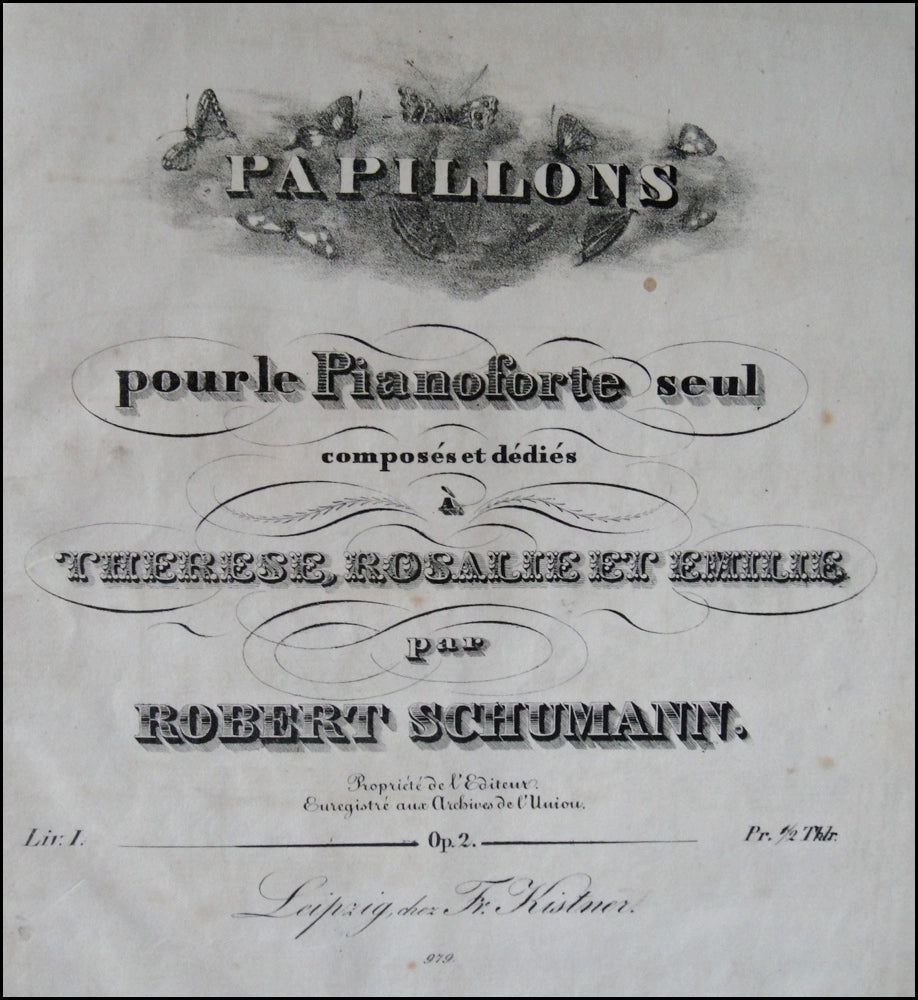 PAPILLONS
pour le Pianoforte seul
composés et dédiés
à
THERESE, ROSALIE ET EMILIE
par
ROBERT SCHUMANN.
Propriété de l'Editeur.
Enregistré aux Archives de l'Union.
Liv. I. Op. 2. Pr. 1/2 Thlr.
Leipzig, chez Fr. Kistner.
979.